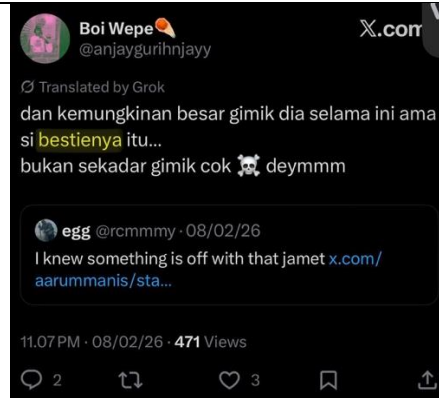 Boi Wepe
X.com
@anjaygurihnjayy
Translated by Grok
dan kemungkinan besar gimik dia selama ini ama
si bestienya itu...
bukan sekadar gimik cok ☠️ deymmm
egg @rcmmmy · 08/02/26
I knew something is off with that jamet x.com/
aarummanis/sta...
11.07 PM · 08/02/26 · 471 Views
2
3